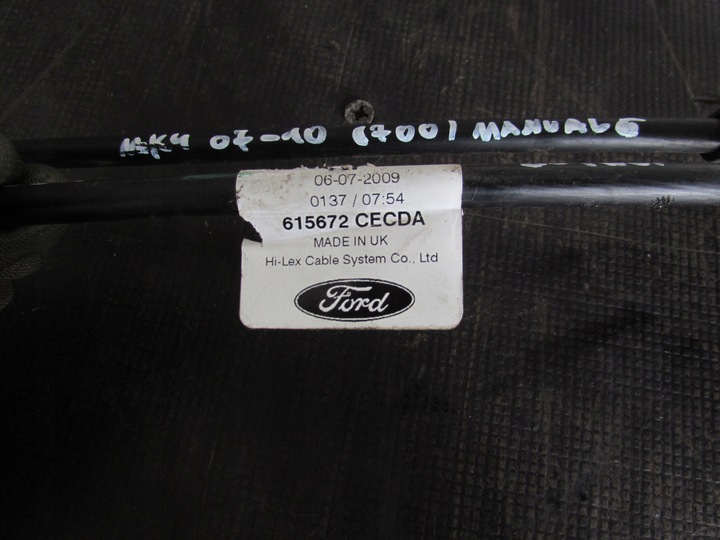 MK4 07-10 (700) MANUALE
06-07-2009
0137 / 07:54
615672 CECDA
MADE IN UK
Hi-Lex Cable System Co., Ltd
Ford